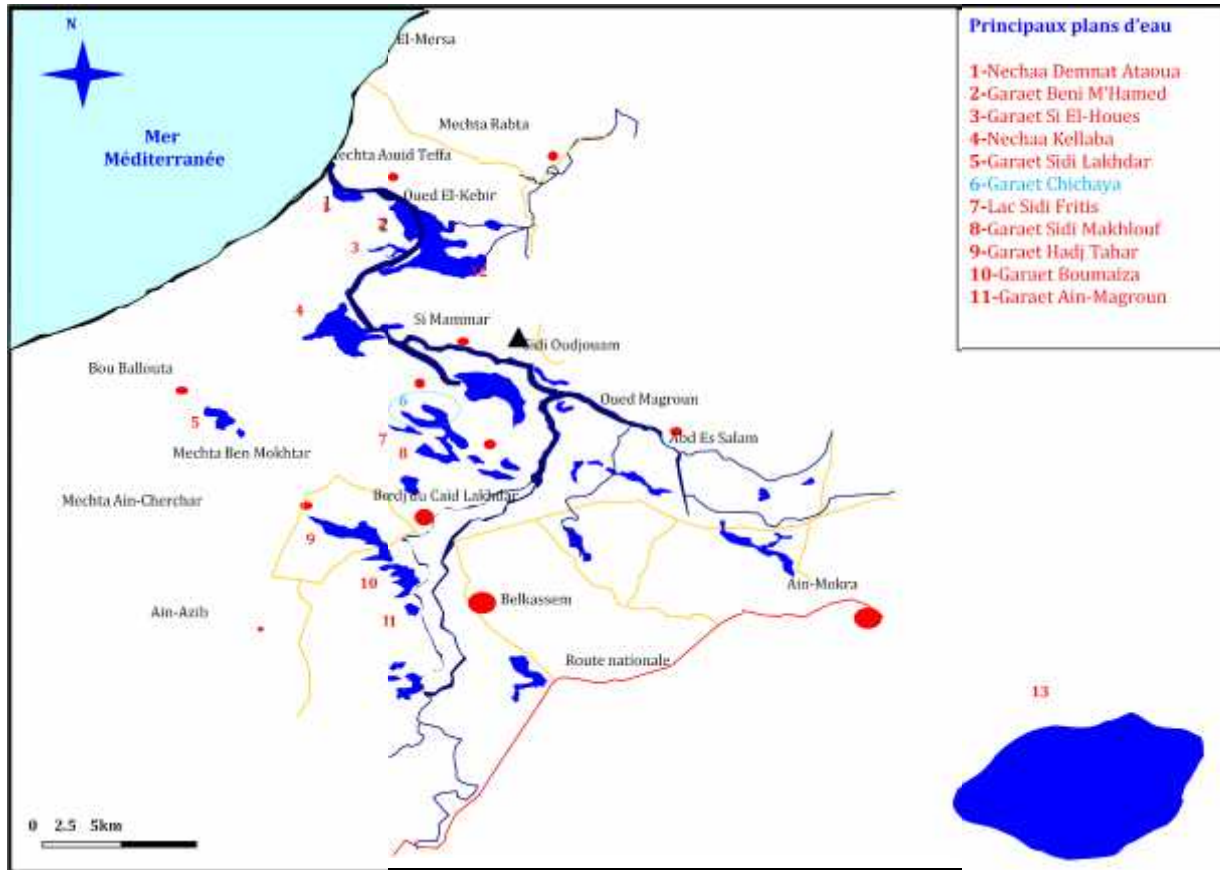 N
El-Mersa
Mer
Méditerranée
Mechta Rabta
echta Aouid Teffa
Oued El-Kebir
1
2
3
12
4
Si Mammar
Sidi Oudjouam
Bou Ballouta
5
6
7
8
Oued Magroun
Abd Es Salam
Mechta Ben Mokhtar
Mechta Ain-Cherchar
Bordj du Caid Lakhdar
9
10
11
Ain-Azib
Belkassem
Ain-Mokra
Route nationale
13
0 2.5 5km
Principaux plans d'eau
1-Nechaa Demnat Ataoua
2-Garaet Beni M'Hamed
3-Garaet Si El-Houes
4-Nechaa Kellaba
5-Garaet Sidi Lakhdar
6-Garaet Chichaya
7-Lac Sidi Fritis
8-Garaet Sidi Makhlouf
9-Garaet Hadj Tahar
10-Garaet Boumaiza
11-Garaet Ain-Magroun